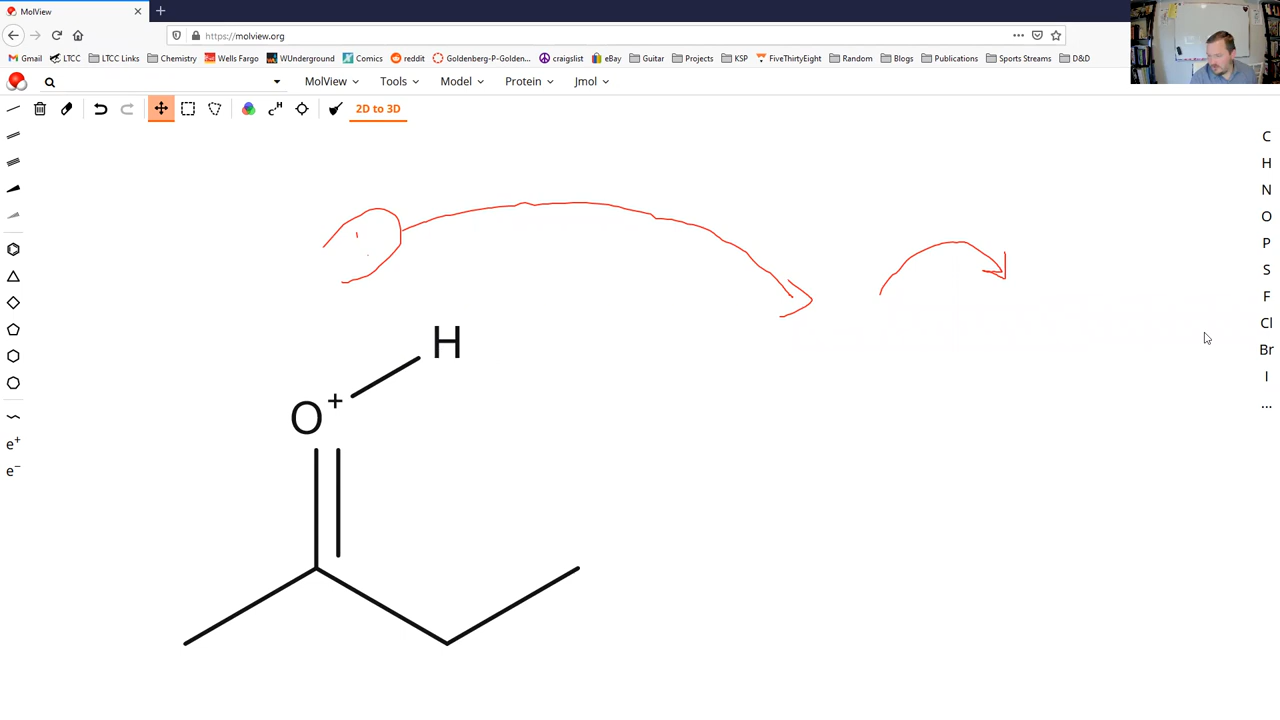 MolView
https://molview.org
Gmail LTCC LTCC Links Chemistry Wells Fargo WUnderground Comics reddit Goldenberg-P-Golden... craigslist eBay Guitar Projects KSP FiveThirtyEight Random Blogs Publications Sports Streams D&D
MolView Tools Model Protein Jmol
2D to 3D
C
H
N
O
P
S
F
Cl
Br
I
...
e+
e−
H
O+